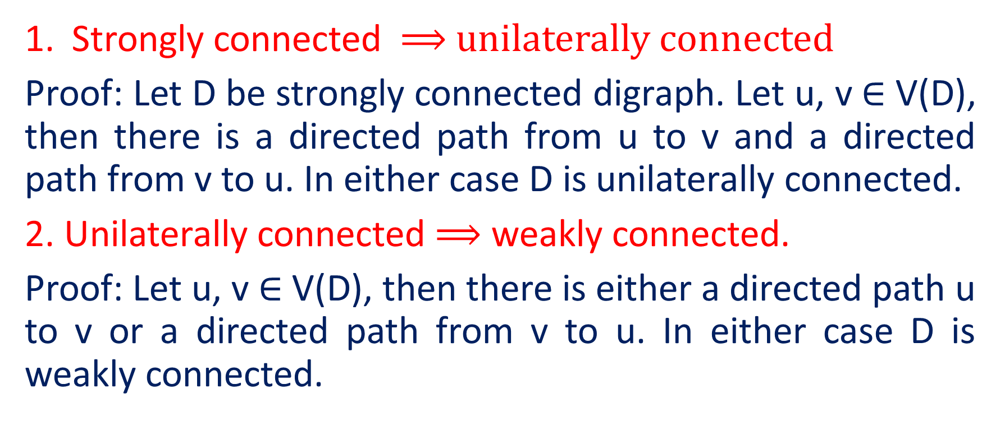 1. Strongly connected ⟹ unilaterally connected
Proof: Let D be strongly connected digraph. Let u, v ∈ V(D),
then there is a directed path from u to v and a directed
path from v to u. In either case D is unilaterally connected.
2. Unilaterally connected ⟹ weakly connected.
Proof: Let u, v ∈ V(D), then there is either a directed path u
to v or a directed path from v to u. In either case D is
weakly connected.